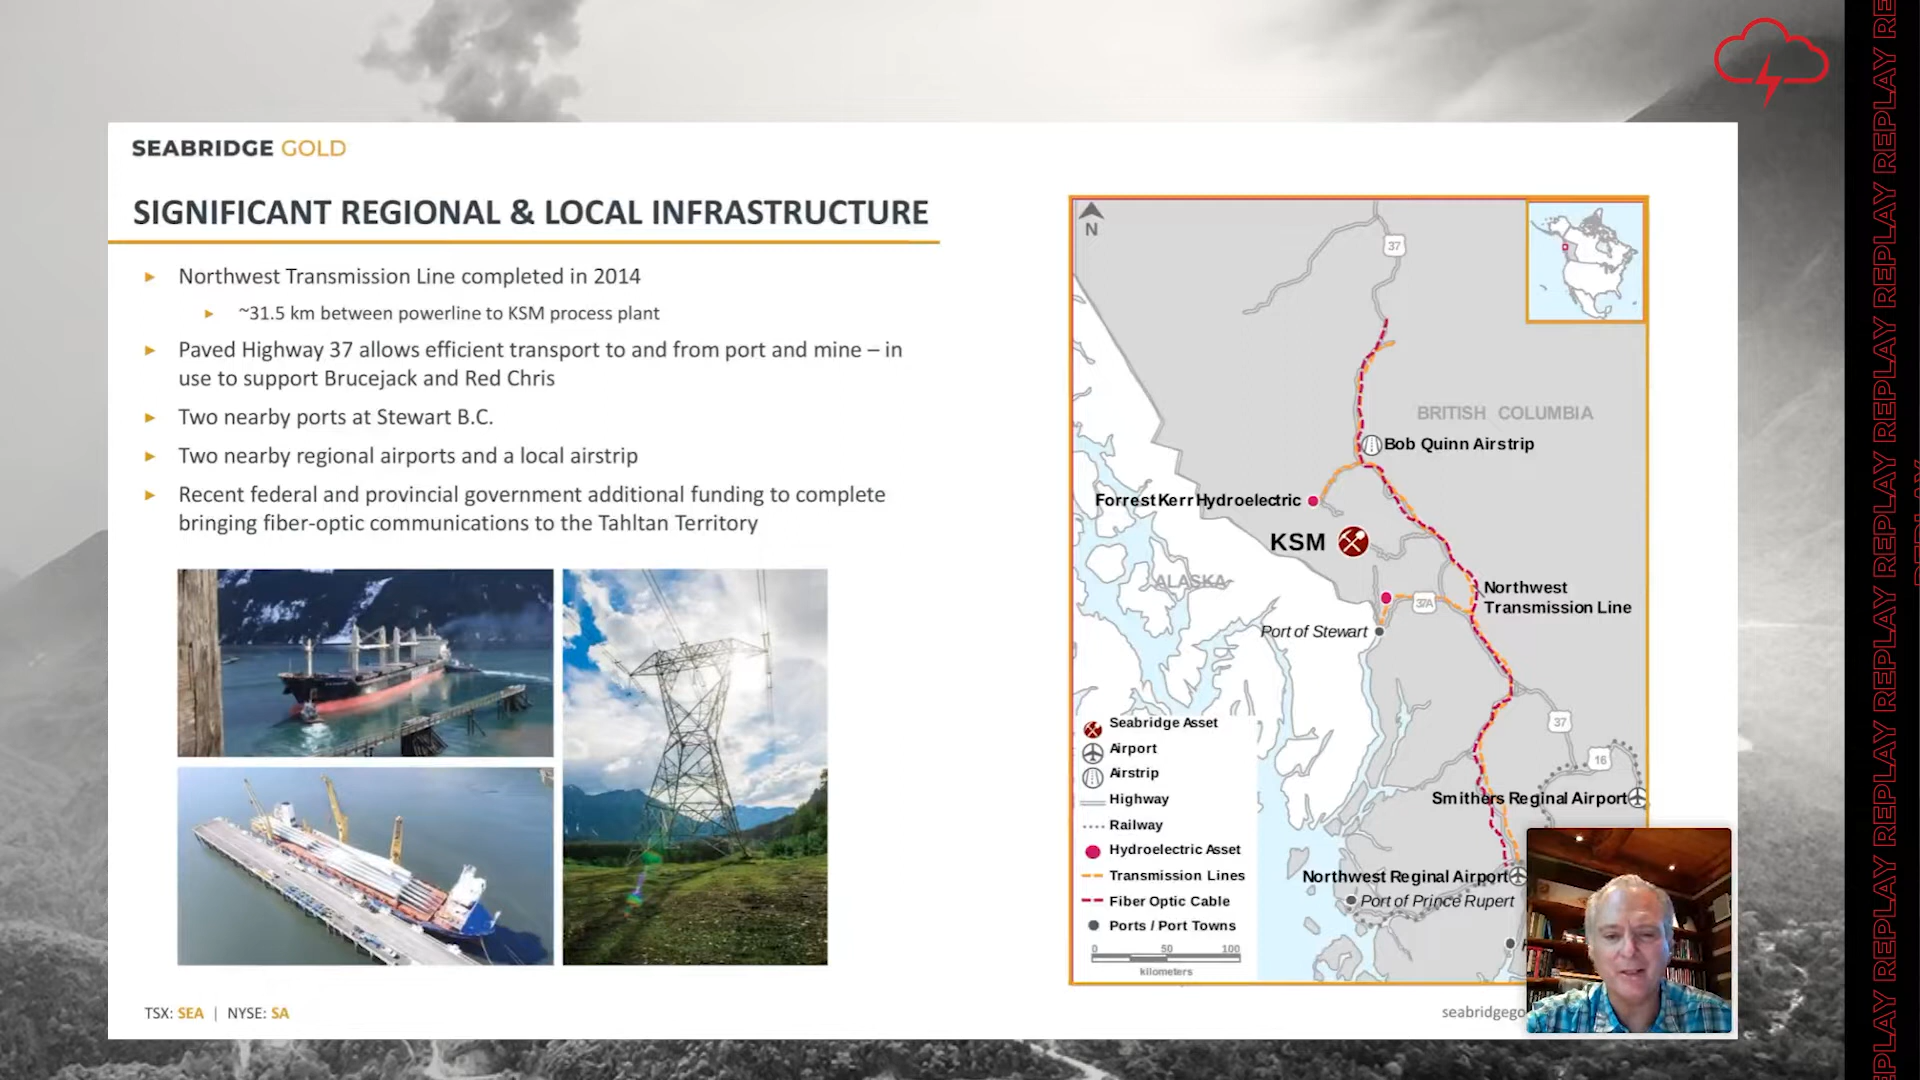 SEABRIDGE GOLD
SIGNIFICANT REGIONAL & LOCAL INFRASTRUCTURE
► Northwest Transmission Line completed in 2014
► ~31.5 km between powerline to KSM process plant
► Paved Highway 37 allows efficient transport to and from port and mine – in
use to support Brucejack and Red Chris
► Two nearby ports at Stewart B.C.
► Two nearby regional airports and a local airstrip
► Recent federal and provincial government additional funding to complete
bringing fiber-optic communications to the Tahltan Territory
TSX: SEA | NYSE: SA
N
37
BRITISH COLUMBIA
Bob Quinn Airstrip
Forrest Kerr Hydroelectric
KSM
ALASKA
Northwest
Transmission Line
37A
Port of Stewart
37
16
Smithers Reginal Airport
Northwest Reginal Airport
Port of Prince Rupert
Seabridge Asset
Airport
Airstrip
Highway
Railway
Hydroelectric Asset
Transmission Lines
Fiber Optic Cable
Ports / Port Towns
0 50 100
kilometers
seabridgego
REPLAY REPLAY REPLAY REPLAY REPLAY REPLAY REPLAY REPLAY